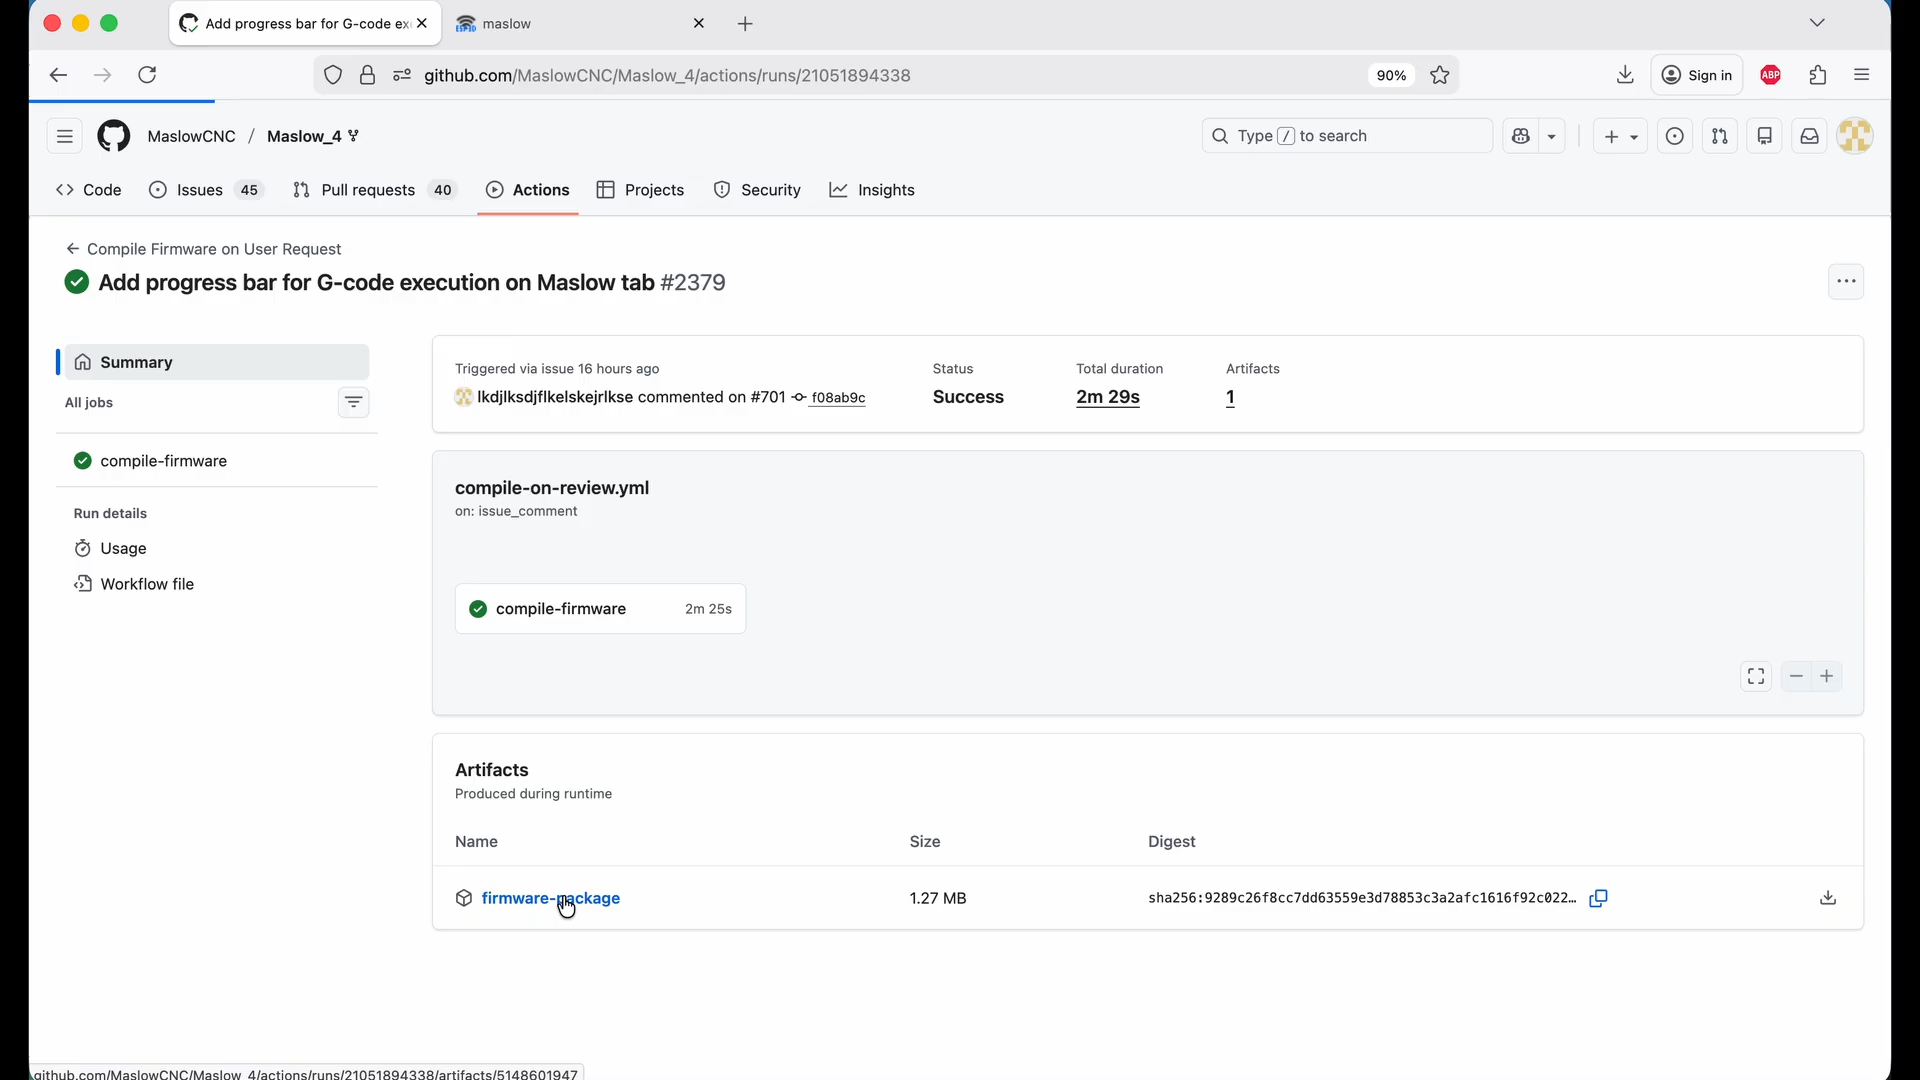 Add progress bar for G-code ex
maslow
github.com/MaslowCNC/Maslow_4/actions/runs/21051894338
90%
Sign in
ABP
MaslowCNC / Maslow_4
Type / to search
Code
Issues 45
Pull requests 40
Actions
Projects
Security
Insights
Compile Firmware on User Request
Add progress bar for G-code execution on Maslow tab #2379
Summary
All jobs
compile-firmware
Run details
Usage
Workflow file
Triggered via issue 16 hours ago
lkdjlksdjflkelskejrlkse commented on #701 f08ab9c
Status
Success
Total duration
2m 29s
Artifacts
1
compile-on-review.yml
on: issue_comment
compile-firmware 2m 25s
Artifacts
Produced during runtime
Name Size Digest
firmware-package 1.27 MB sha256:9289c26f8cc7dd63559e3d78853c3a2afc1616f92c022…
github.com/MaslowCNC/Maslow_4/actions/runs/21051894338/artifacts/5148601947